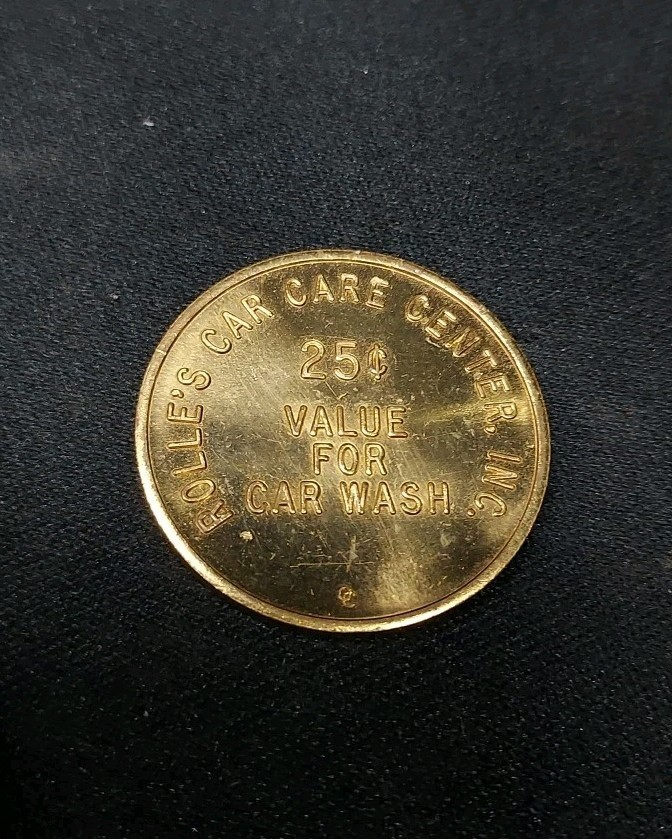 ROLLE'S CAR CARE CENTER, INC.
25¢
VALUE
FOR
CAR WASH